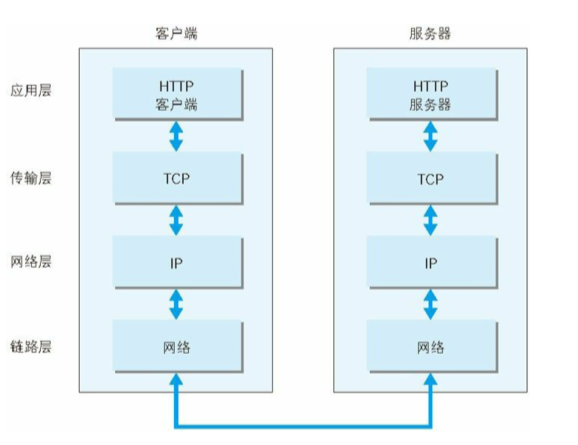 客户端 服务器
应用层 HTTP HTTP
客户端 服务器
传输层 TCP TCP
网络层 IP IP
链路层 网络 网络